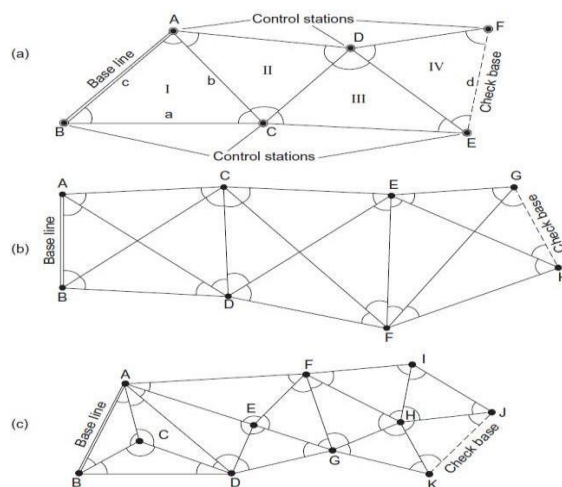 (a)
A
Control stations
D
F
Base line
c
I
b
II
III
IV
d
Check base
a
B
C
E
Control stations
(b)
A
C
E
G
Base line
Check base
B
D
F
H
(c)
A
F
I
Base line
C
E
H
J
G
B
D
K
Check base